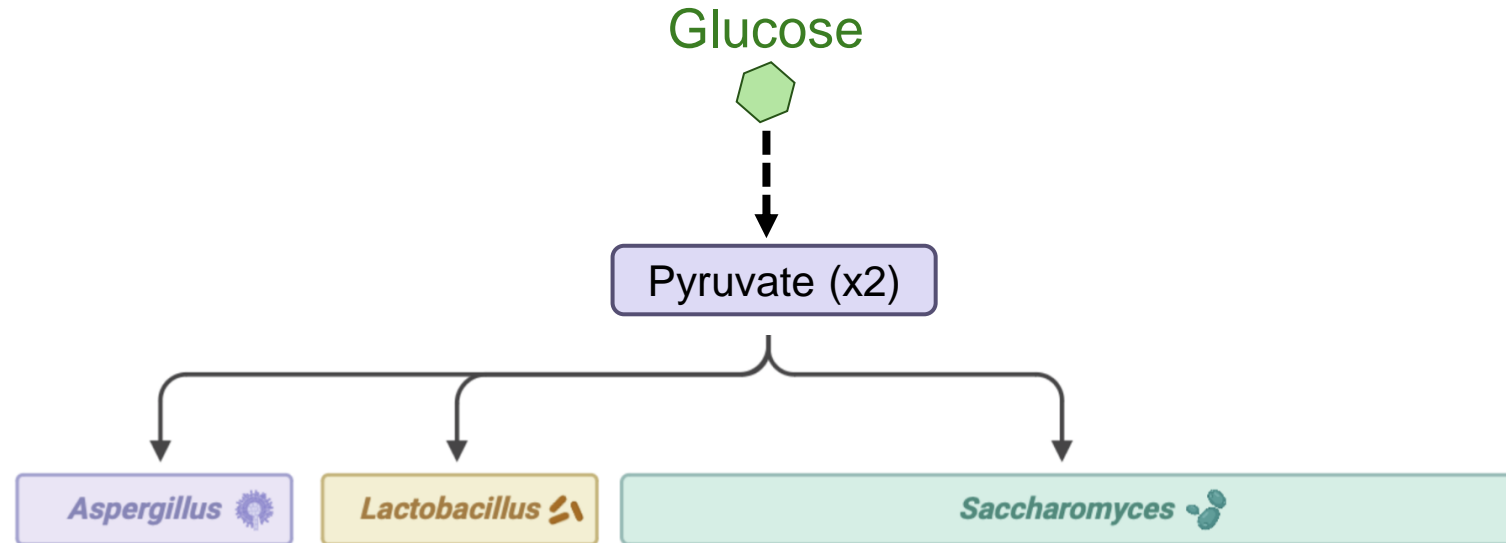 Glucose
Pyruvate (x2)
Aspergillus
Lactobacillus
Saccharomyces